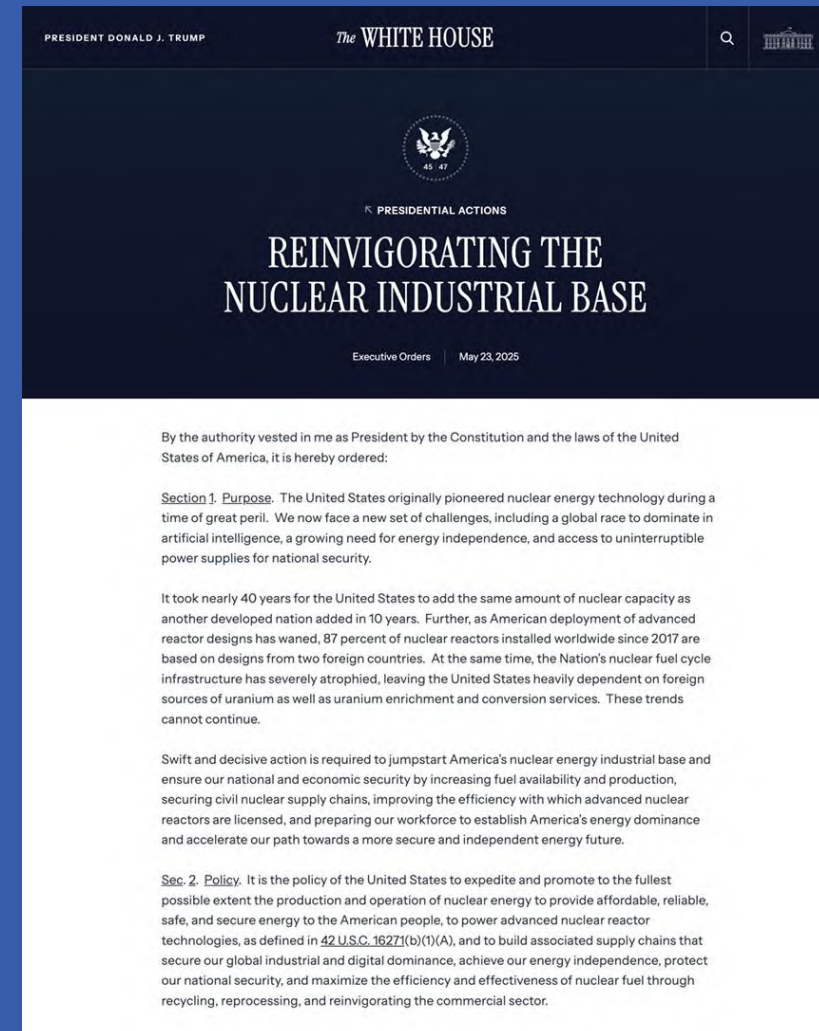 PRESIDENT DONALD J. TRUMP
The WHITE HOUSE
45 47
PRESIDENTIAL ACTIONS
REINVIGORATING THE
NUCLEAR INDUSTRIAL BASE
Executive Orders
May 23, 2025
By the authority vested in me as President by the Constitution and the laws of the United
States of America, it is hereby ordered:
Section 1. Purpose. The United States originally pioneered nuclear energy technology during a
time of great peril. We now face a new set of challenges, including a global race to dominate in
artificial intelligence, a growing need for energy independence, and access to uninterruptible
power supplies for national security.
It took nearly 40 years for the United States to add the same amount of nuclear capacity as
another developed nation added in 10 years. Further, as American deployment of advanced
reactor designs has waned, 87 percent of nuclear reactors installed worldwide since 2017 are
based on designs from two foreign countries. At the same time, the Nation's nuclear fuel cycle
infrastructure has severely atrophied, leaving the United States heavily dependent on foreign
sources of uranium as well as uranium enrichment and conversion services. These trends
cannot continue.
Swift and decisive action is required to jumpstart America's nuclear energy industrial base and
ensure our national and economic security by increasing fuel availability and production,
securing civil nuclear supply chains, improving the efficiency with which advanced nuclear
reactors are licensed, and preparing our workforce to establish America's energy dominance
and accelerate our path towards a more secure and independent energy future.
Sec. 2. Policy. It is the policy of the United States to expedite and promote to the fullest
possible extent the production and operation of nuclear energy to provide affordable, reliable,
safe, and secure energy to the American people, to power advanced nuclear reactor
technologies, as defined in 42 U.S.C. 16271(b)(1)(A), and to build associated supply chains that
secure our global industrial and digital dominance, achieve our energy independence, protect
our national security, and maximize the efficiency and effectiveness of nuclear fuel through
recycling, reprocessing, and reinvigorating the commercial sector.